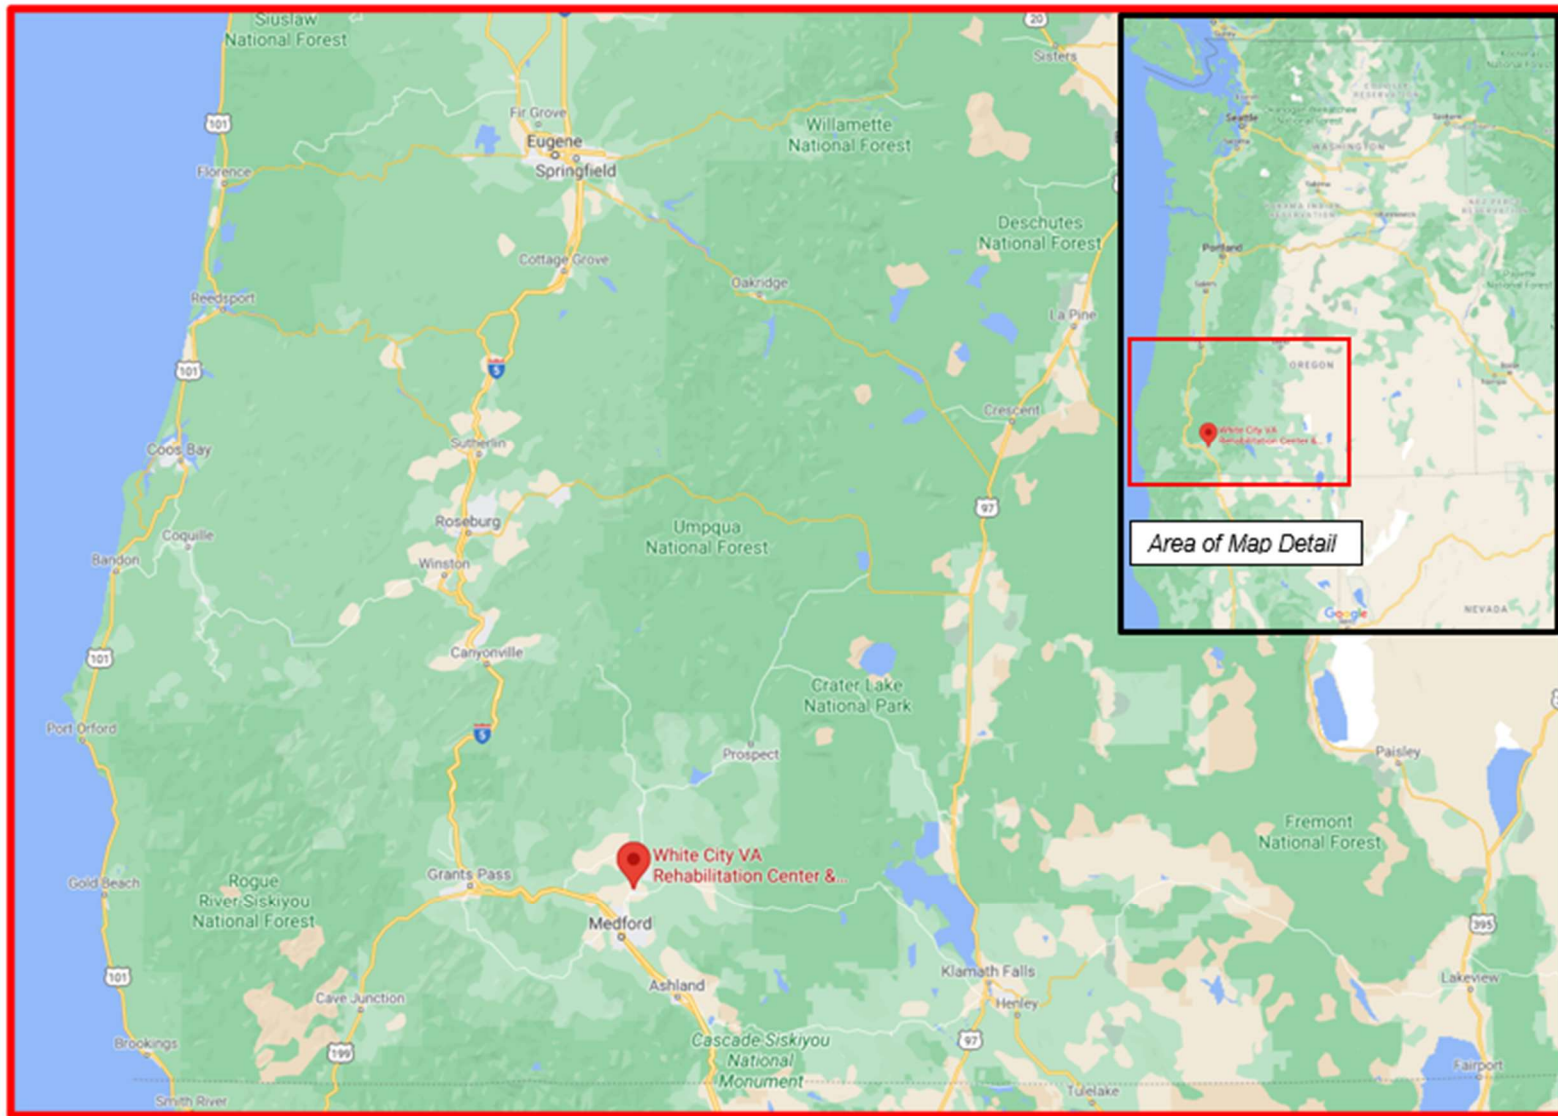 Siuslaw
National Forest
20
Sisters
Fir Grove
101
Eugene
Springfield
Willamette
National Forest
Florence
Deschutes
National Forest
Cottage Grove
Oakridge
Reedsport
La Pine
101
5
Crescent
Sutherlin
Coos Bay
97
Roseburg
Umpqua
National Forest
Coquille
Bandon
Winston
101
Canyonville
Crater Lake
National Park
Port Orford
5
Prospect
Paisley
Fremont
National Forest
White City VA
Rehabilitation Center &...
Grants Pass
Gold Beach
Rogue
River-Siskiyou
National Forest
Medford
395
101
Klamath Falls
Lakeview
Ashland
Cave Junction
Henley
Brookings
199
Cascade Siskiyou
National
Monument
97
Fairport
Smith River
Tulelake
Seattle
Spokane
WASHINGTON
Portland
Salem
OREGON
Boise
Nampa
White City VA
Rehabilitation Center &...
Area of Map Detail
Google
NEVADA